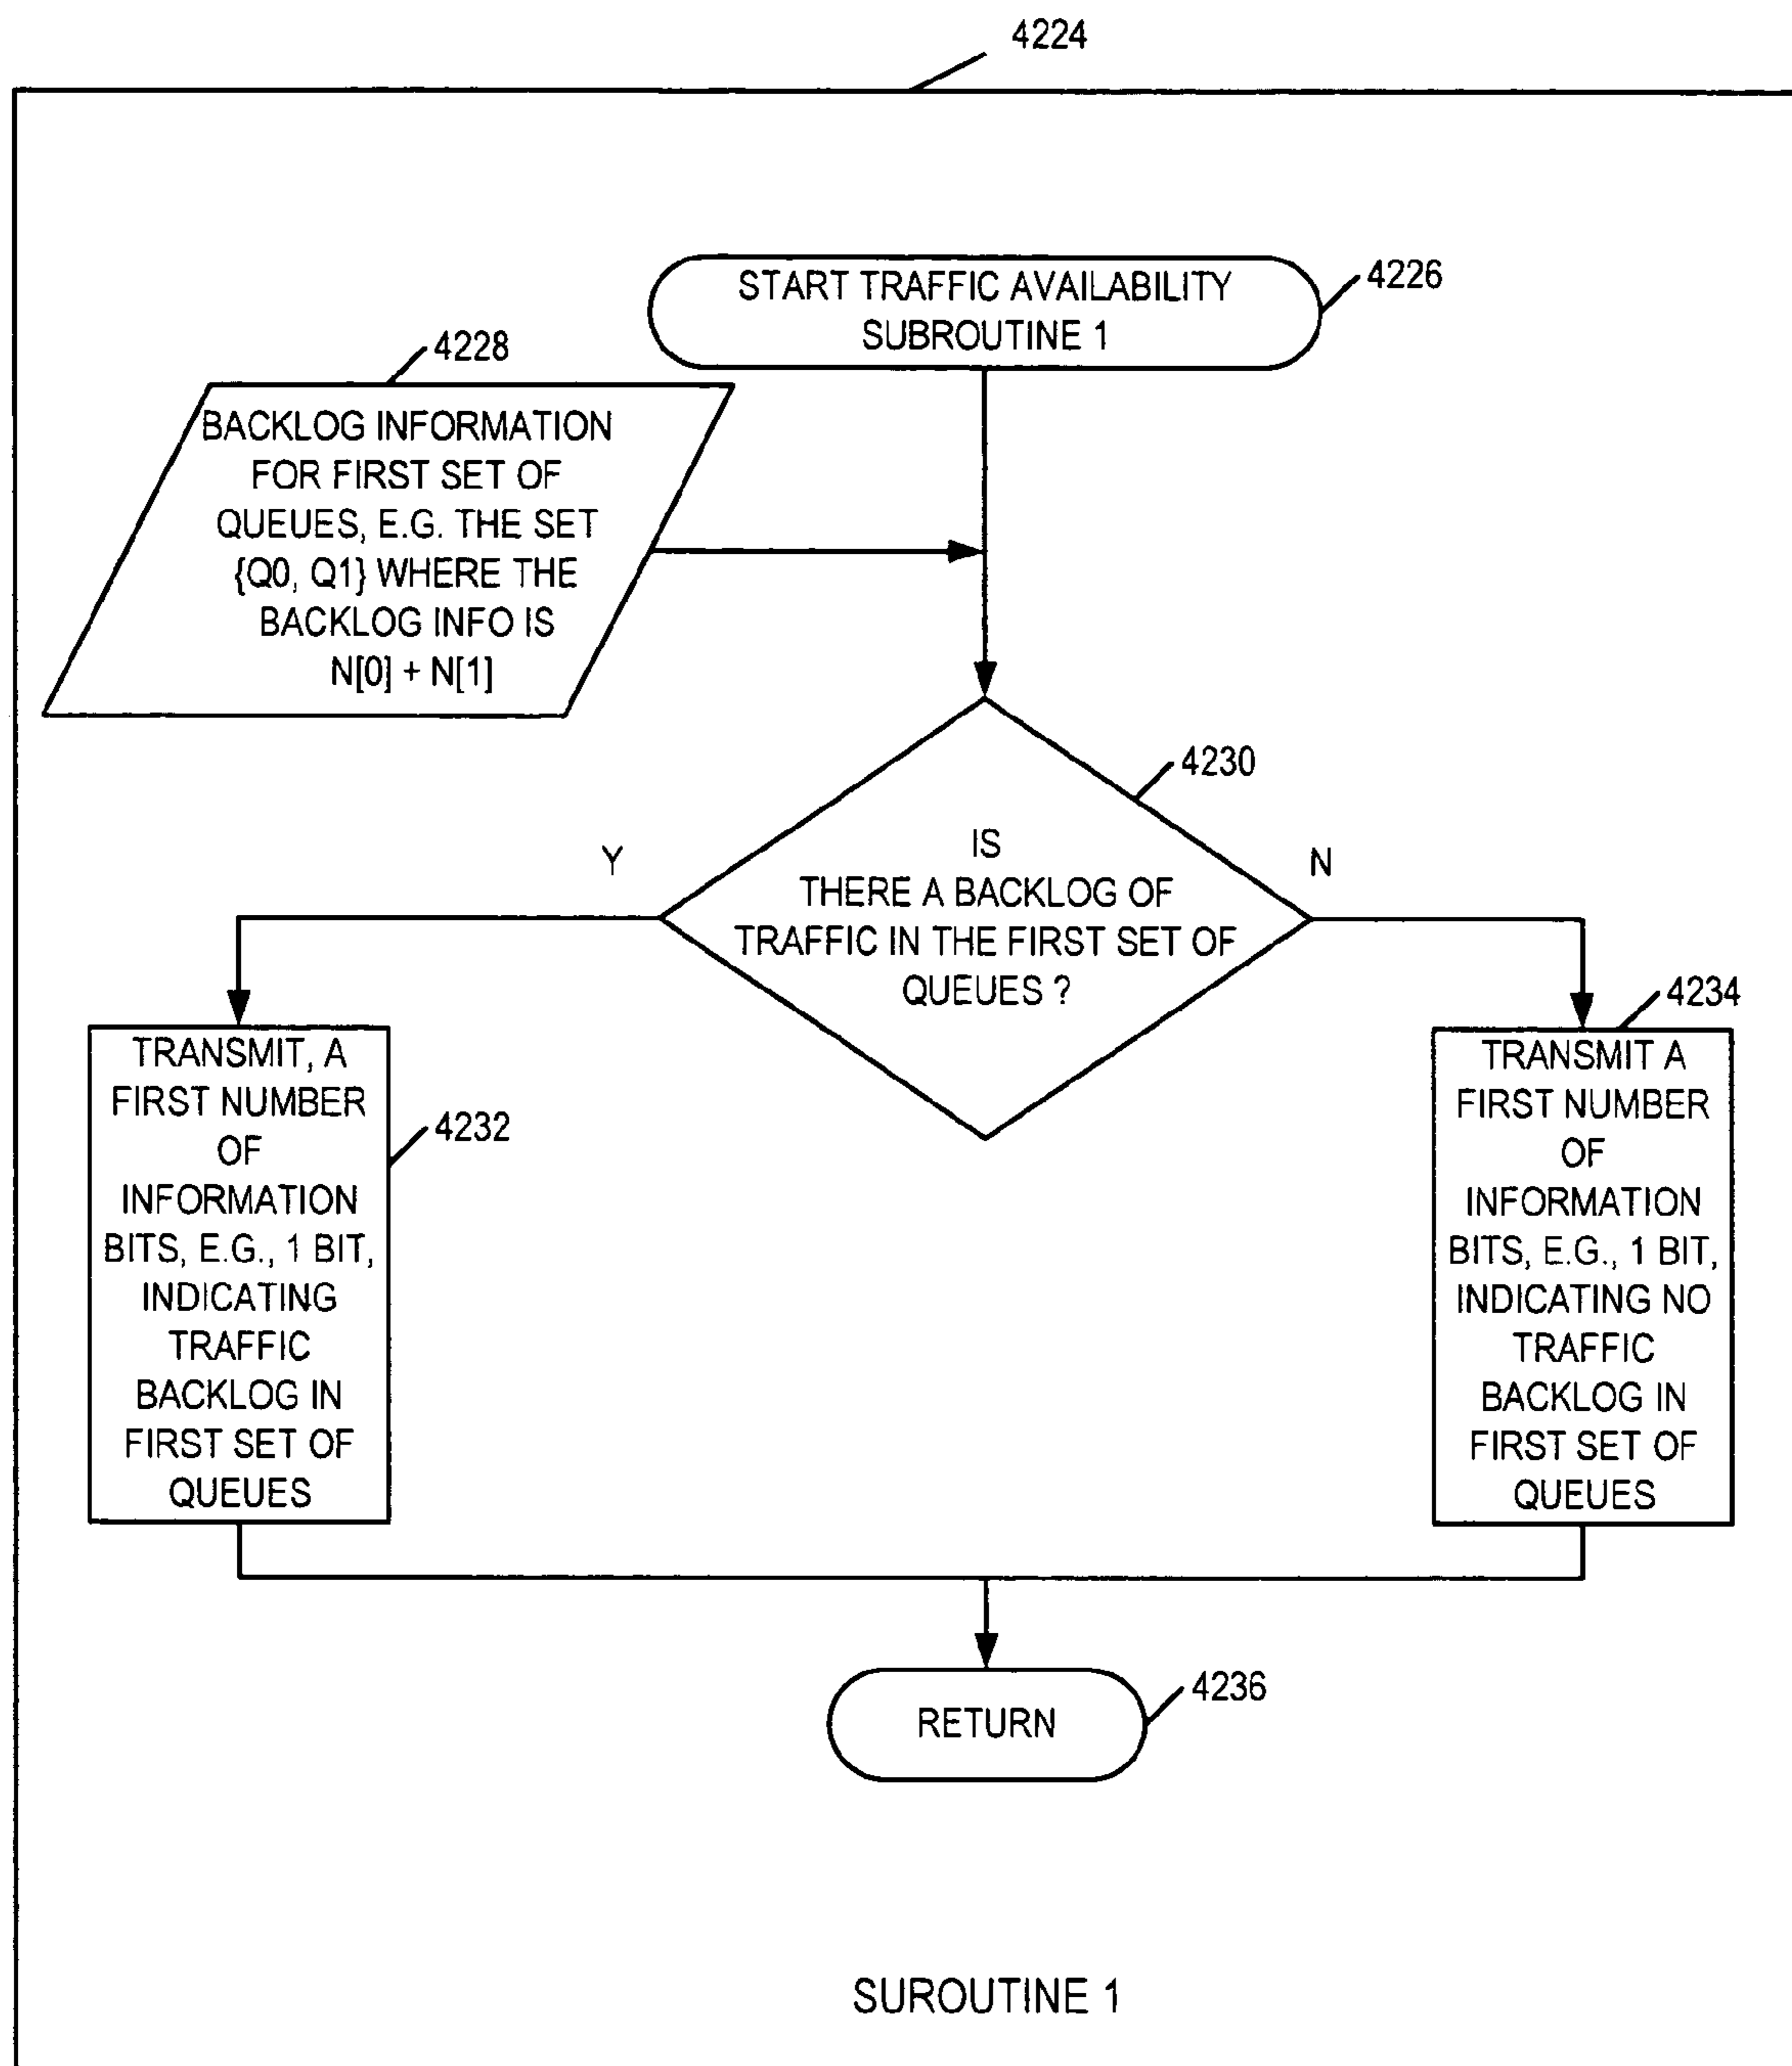 4224
START TRAFFIC AVAILABILITY
SUBROUTINE 1
4226
4228
BACKLOG INFORMATION
FOR FIRST SET OF
QUEUES, E.G. THE SET
{Q0, Q1} WHERE THE
BACKLOG INFO IS
N[0] + N[1]
4230
Y
N
IS
THERE A BACKLOG OF
TRAFFIC IN THE FIRST SET OF
QUEUES ?
TRANSMIT, A
FIRST NUMBER
OF
INFORMATION
BITS, E.G., 1 BIT,
INDICATING
TRAFFIC
BACKLOG IN
FIRST SET OF
QUEUES
4232
4234
TRANSMIT A
FIRST NUMBER
OF
INFORMATION
BITS, E.G., 1 BIT,
INDICATING NO
TRAFFIC
BACKLOG IN
FIRST SET OF
QUEUES
RETURN
4236
SUROUTINE 1